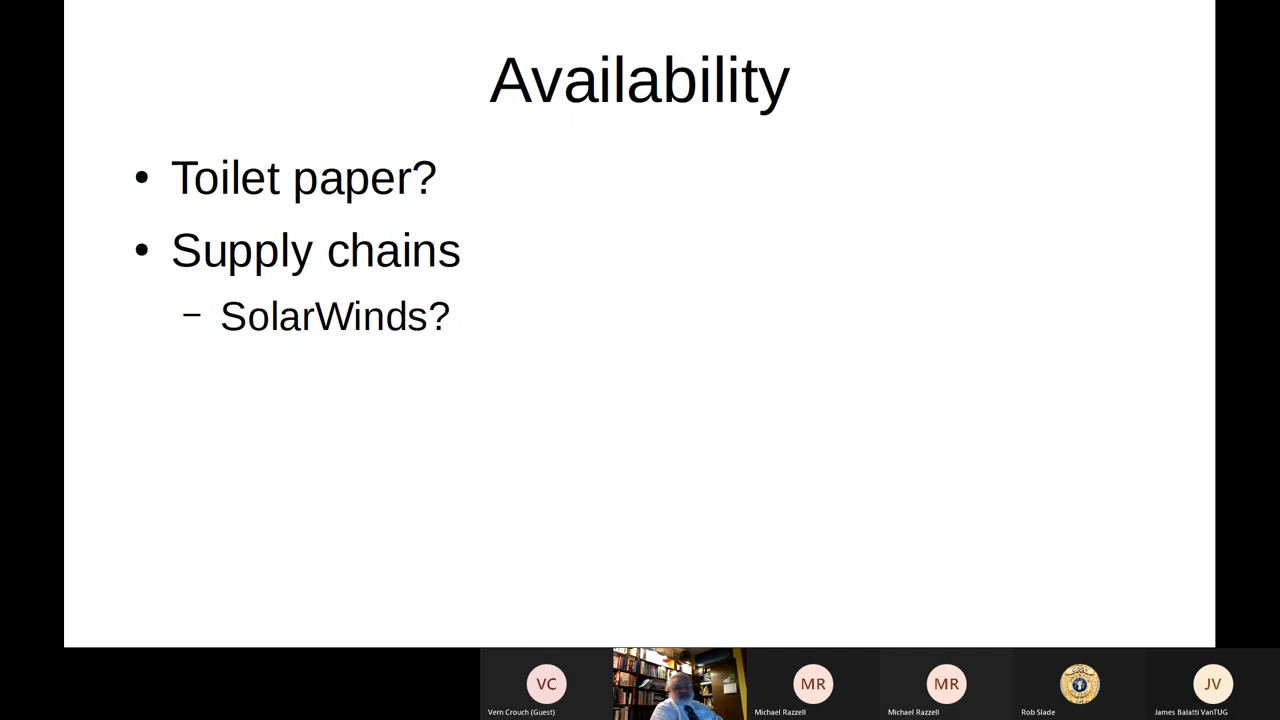 Availability
• Toilet paper?
• Supply chains
– SolarWinds?
VC
MR
MR
JV
Vern Crouch (Guest)
Michael Razzell
Michael Razzell
Rob Slade
James Balatti VanTUG